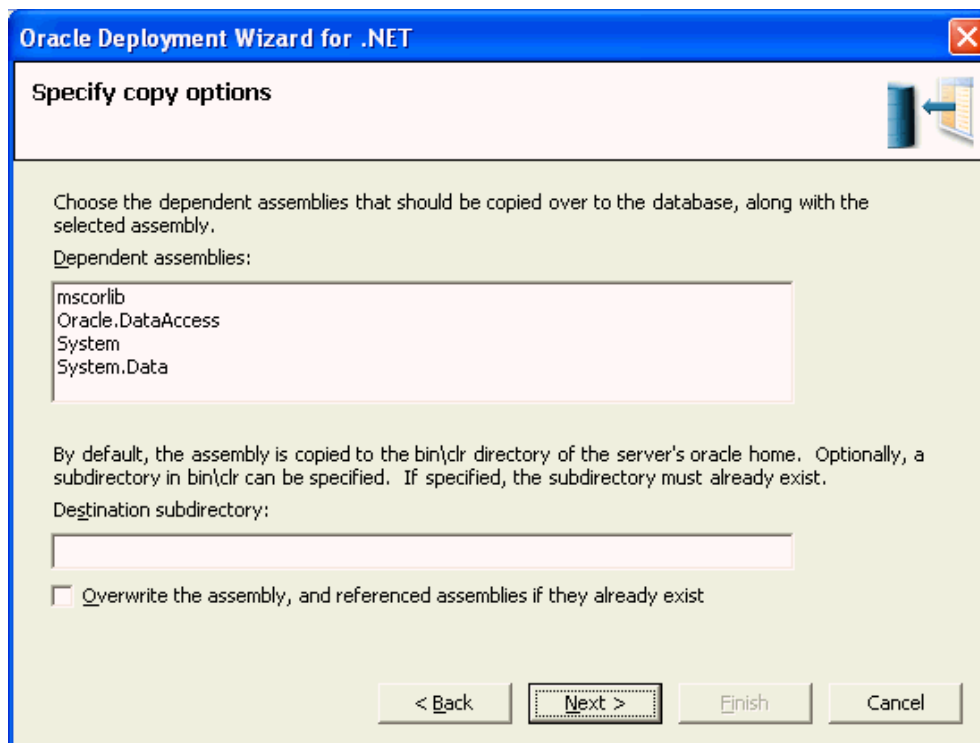 Oracle Deployment Wizard for .NET
Specify copy options
Choose the dependent assemblies that should be copied over to the database, along with the
selected assembly.
Dependent assemblies:
mscorlib
Oracle.DataAccess
System
System.Data
By default, the assembly is copied to the bin\clr directory of the server's oracle home.  Optionally, a
subdirectory in bin\clr can be specified.  If specified, the subdirectory must already exist.
Destination subdirectory:
Overwrite the assembly, and referenced assemblies if they already exist
< Back Next > Finish Cancel